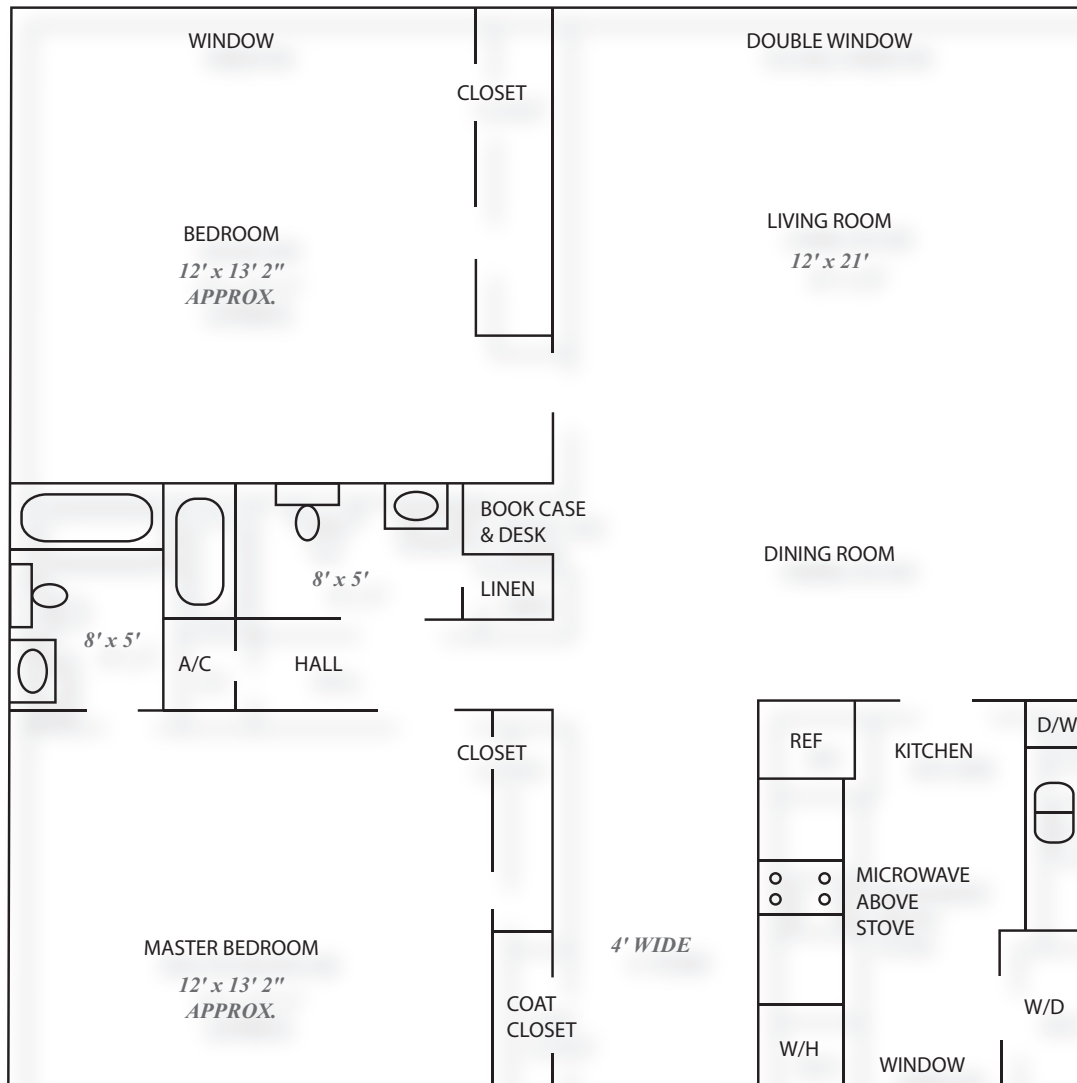 WINDOW
DOUBLE WINDOW
CLOSET
BEDROOM
12' x 13' 2"
APPROX.
LIVING ROOM
12' x 21'
BOOK CASE
& DESK
DINING ROOM
8' x 5'
LINEN
8' x 5'
A/C
HALL
CLOSET
REF
KITCHEN
D/W
MICROWAVE
ABOVE
STOVE
MASTER BEDROOM
12' x 13' 2"
APPROX.
4' WIDE
COAT
CLOSET
W/D
W/H
WINDOW